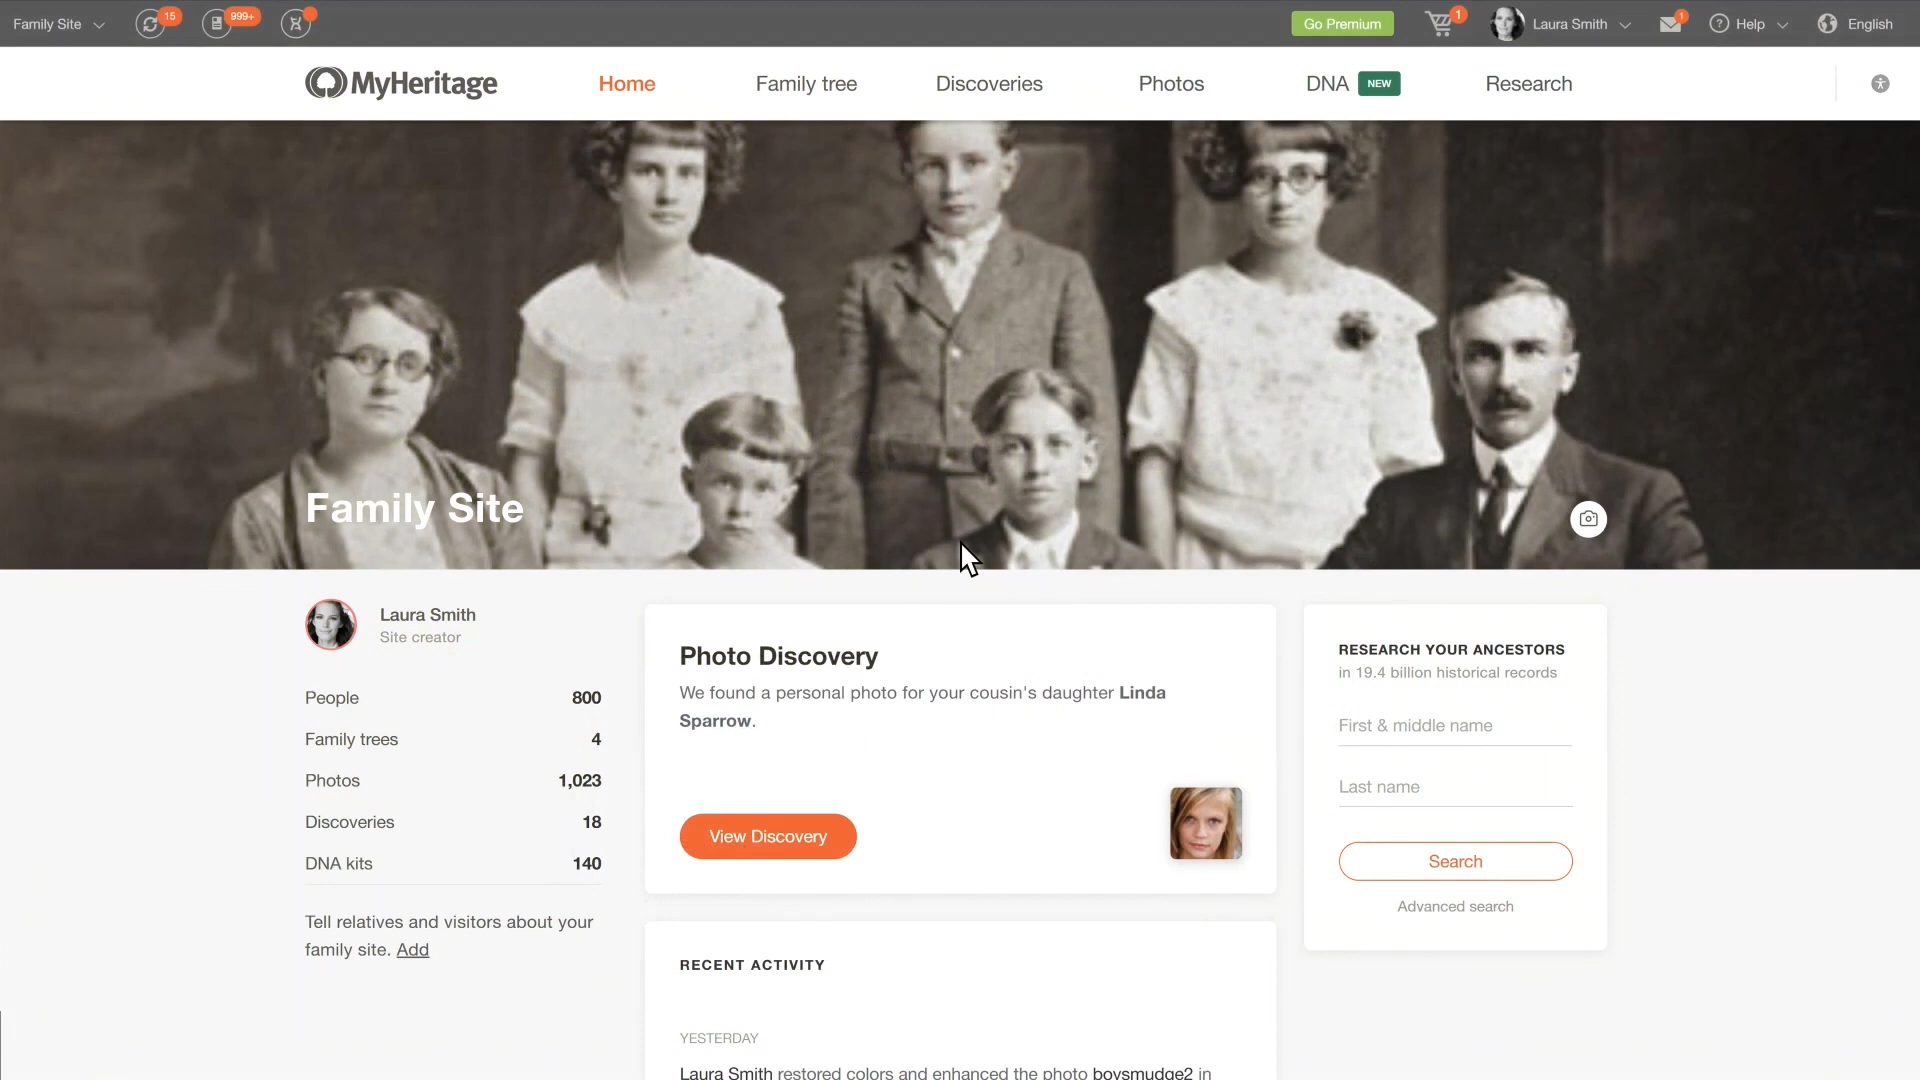 Family Site
15
999+
Go Premium
1
Laura Smith
1
Help
English
MyHeritage
Home
Family tree
Discoveries
Photos
DNA NEW
Research
Family Site
Laura Smith
Site creator
People 800
Family trees 4
Photos 1,023
Discoveries 18
DNA kits 140
Tell relatives and visitors about your
family site. Add
Photo Discovery
We found a personal photo for your cousin's daughter Linda
Sparrow.
View Discovery
RECENT ACTIVITY
YESTERDAY
Laura Smith restored colors and enhanced the photo boysmudge2 in
RESEARCH YOUR ANCESTORS
in 19.4 billion historical records
First & middle name
Last name
Search
Advanced search